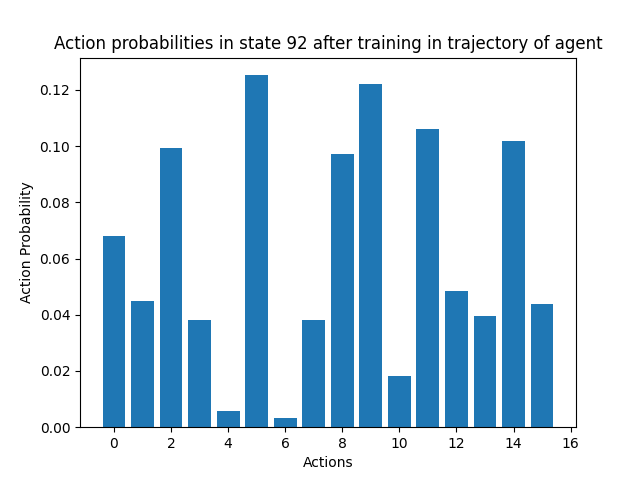 Action probabilities in state 92 after training in trajectory of agent
0.12
0.10
0.08
0.06
0.04
0.02
0.00
Action Probability
0 2 4 6 8 10 12 14 16
Actions